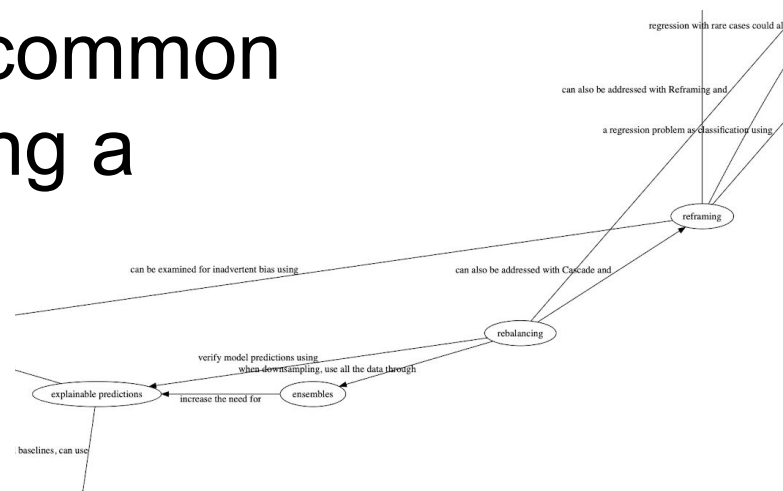 common
ng a
regression with rare cases could al
can also be addressed with Reframing and
a regression problem as classification using
reframing
can be examined for inadvertent bias using
can also be addressed with Cascade and
rebalancing
verify model predictions using
when downsampling, use all the data through
explainable predictions
increase the need for
ensembles
baselines, can use